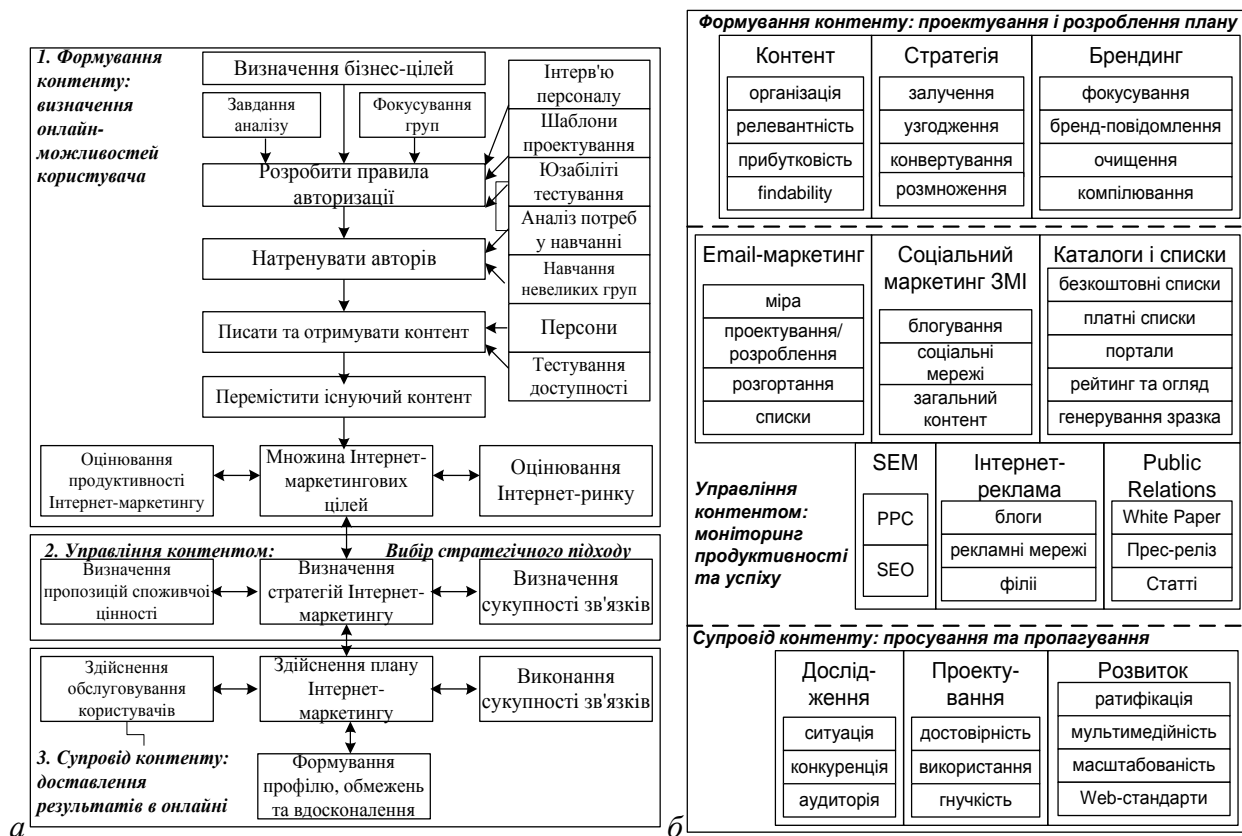 1. Формування
контенту:
визначення
онлайн-
можливостей
користувача
Визначення бізнес-цілей
Завдання
аналізу
Фокусування
груп
Розробити правила
авторизації
Натренувати авторів
Писати та отримувати контент
Перемістити існуючий контент
Інтерв'ю
персоналу
Шаблони
проектування
Юзабіліті
тестування
Аналіз потреб
у навчанні
Навчання
невеликих груп
Персони
Тестування
доступності
Оцінювання
продуктивності
Інтернет-маркетингу
Множина Інтернет-
маркетингових
цілей
Оцінювання
Інтернет-ринку
2. Управління контентом:
Вибір стратегічного підходу
Визначення
пропозицій споживчої
цінності
Визначення
стратегій Інтернет-
маркетингу
Визначення
сукупності зв'язків
Здійснення
обслуговування
користувачів
Здійснення плану
Інтернет-
маркетингу
Виконання
сукупності зв'язків
3. Супровід контенту:
доставлення
результатів в онлайні
Формування
профілю, обмежень
та вдосконалення
а
Формування контенту: проектування і розроблення плану
Контент
організація
релевантність
прибутковість
findability
Стратегія
залучення
узгодження
конвертування
розмноження
Брендинг
фокусування
бренд-повідомлення
очищення
компілювання
Email-маркетинг
міра
проектування/
розроблення
розгортання
списки
Соціальний
маркетинг ЗМІ
блогування
соціальні
мережі
загальний
контент
Каталоги і списки
безкоштовні списки
платні списки
портали
рейтинг та огляд
генерування зразка
Управління
контентом:
моніторинг
продуктивності
та успіху
SEM
PPC
SEO
Інтернет-
реклама
блоги
рекламні мережі
філії
Public
Relations
White Paper
Прес-реліз
Статті
Супровід контенту: просування та пропагування
Дослід-
ження
ситуація
конкуренція
аудиторія
Проекту-
вання
достовірність
використання
гнучкість
Розвиток
ратифікація
мультимедійність
масштабованість
Web-стандарти
б